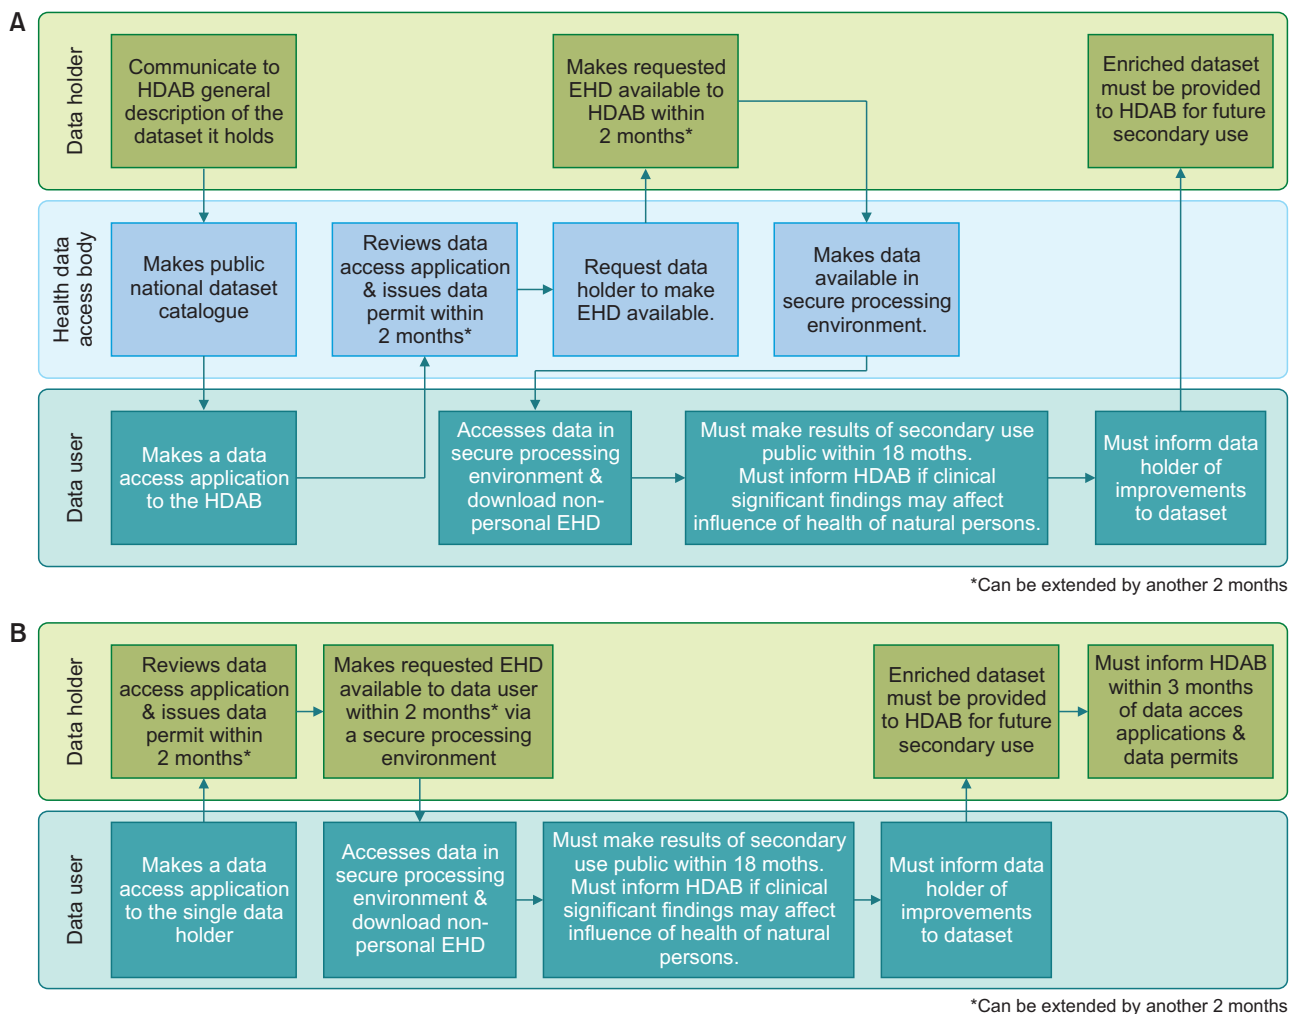 A
Data holder
Communicate to
HDAB general
description of the
dataset it holds
Makes requested
EHD available to
HDAB within
2 months*
Enriched dataset
must be provided
to HDAB for future
secondary use
Health data
access body
Makes public
national dataset
catalogue
Reviews data
access application
& issues data
permit within
2 months*
Request data
holder to make
EHD available.
Makes data
available in
secure processing
environment.
Data user
Makes a data
access application
to the HDAB
Accesses data in
secure processing
environment &
download non-
personal EHD
Must make results of secondary use
public within 18 moths.
Must inform HDAB if clinical
significant findings may affect
influence of health of natural persons.
Must inform data
holder of
improvements
to dataset
*Can be extended by another 2 months
B
Data holder
Reviews data
access application
& issues data
permit within
2 months*
Makes requested EHD
available to data user
within 2 months* via
a secure processing
environment
Enriched dataset
must be provided
to HDAB for future
secondary use
Must inform HDAB
within 3 months
of data acces
applications &
data permits
Data user
Makes a data
access application
to the single data
holder
Accesses data in
secure processing
environment &
download non-
personal EHD
Must make results of secondary
use public within 18 moths.
Must inform HDAB if clinical
significant findings may affect
influence of health of natural
persons.
Must inform data
holder of
improvements
to dataset
*Can be extended by another 2 months